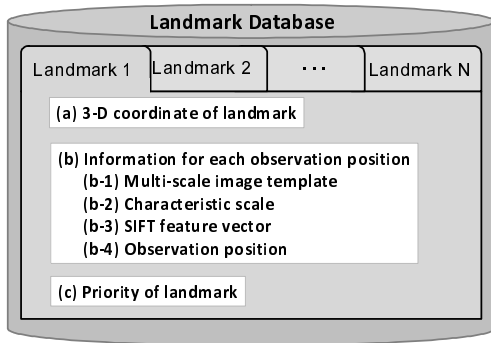 Landmark Database
Landmark 1 Landmark 2 ··· Landmark N
(a) 3-D coordinate of landmark
(b) Information for each observation position
(b-1) Multi-scale image template
(b-2) Characteristic scale
(b-3) SIFT feature vector
(b-4) Observation position
(c) Priority of landmark